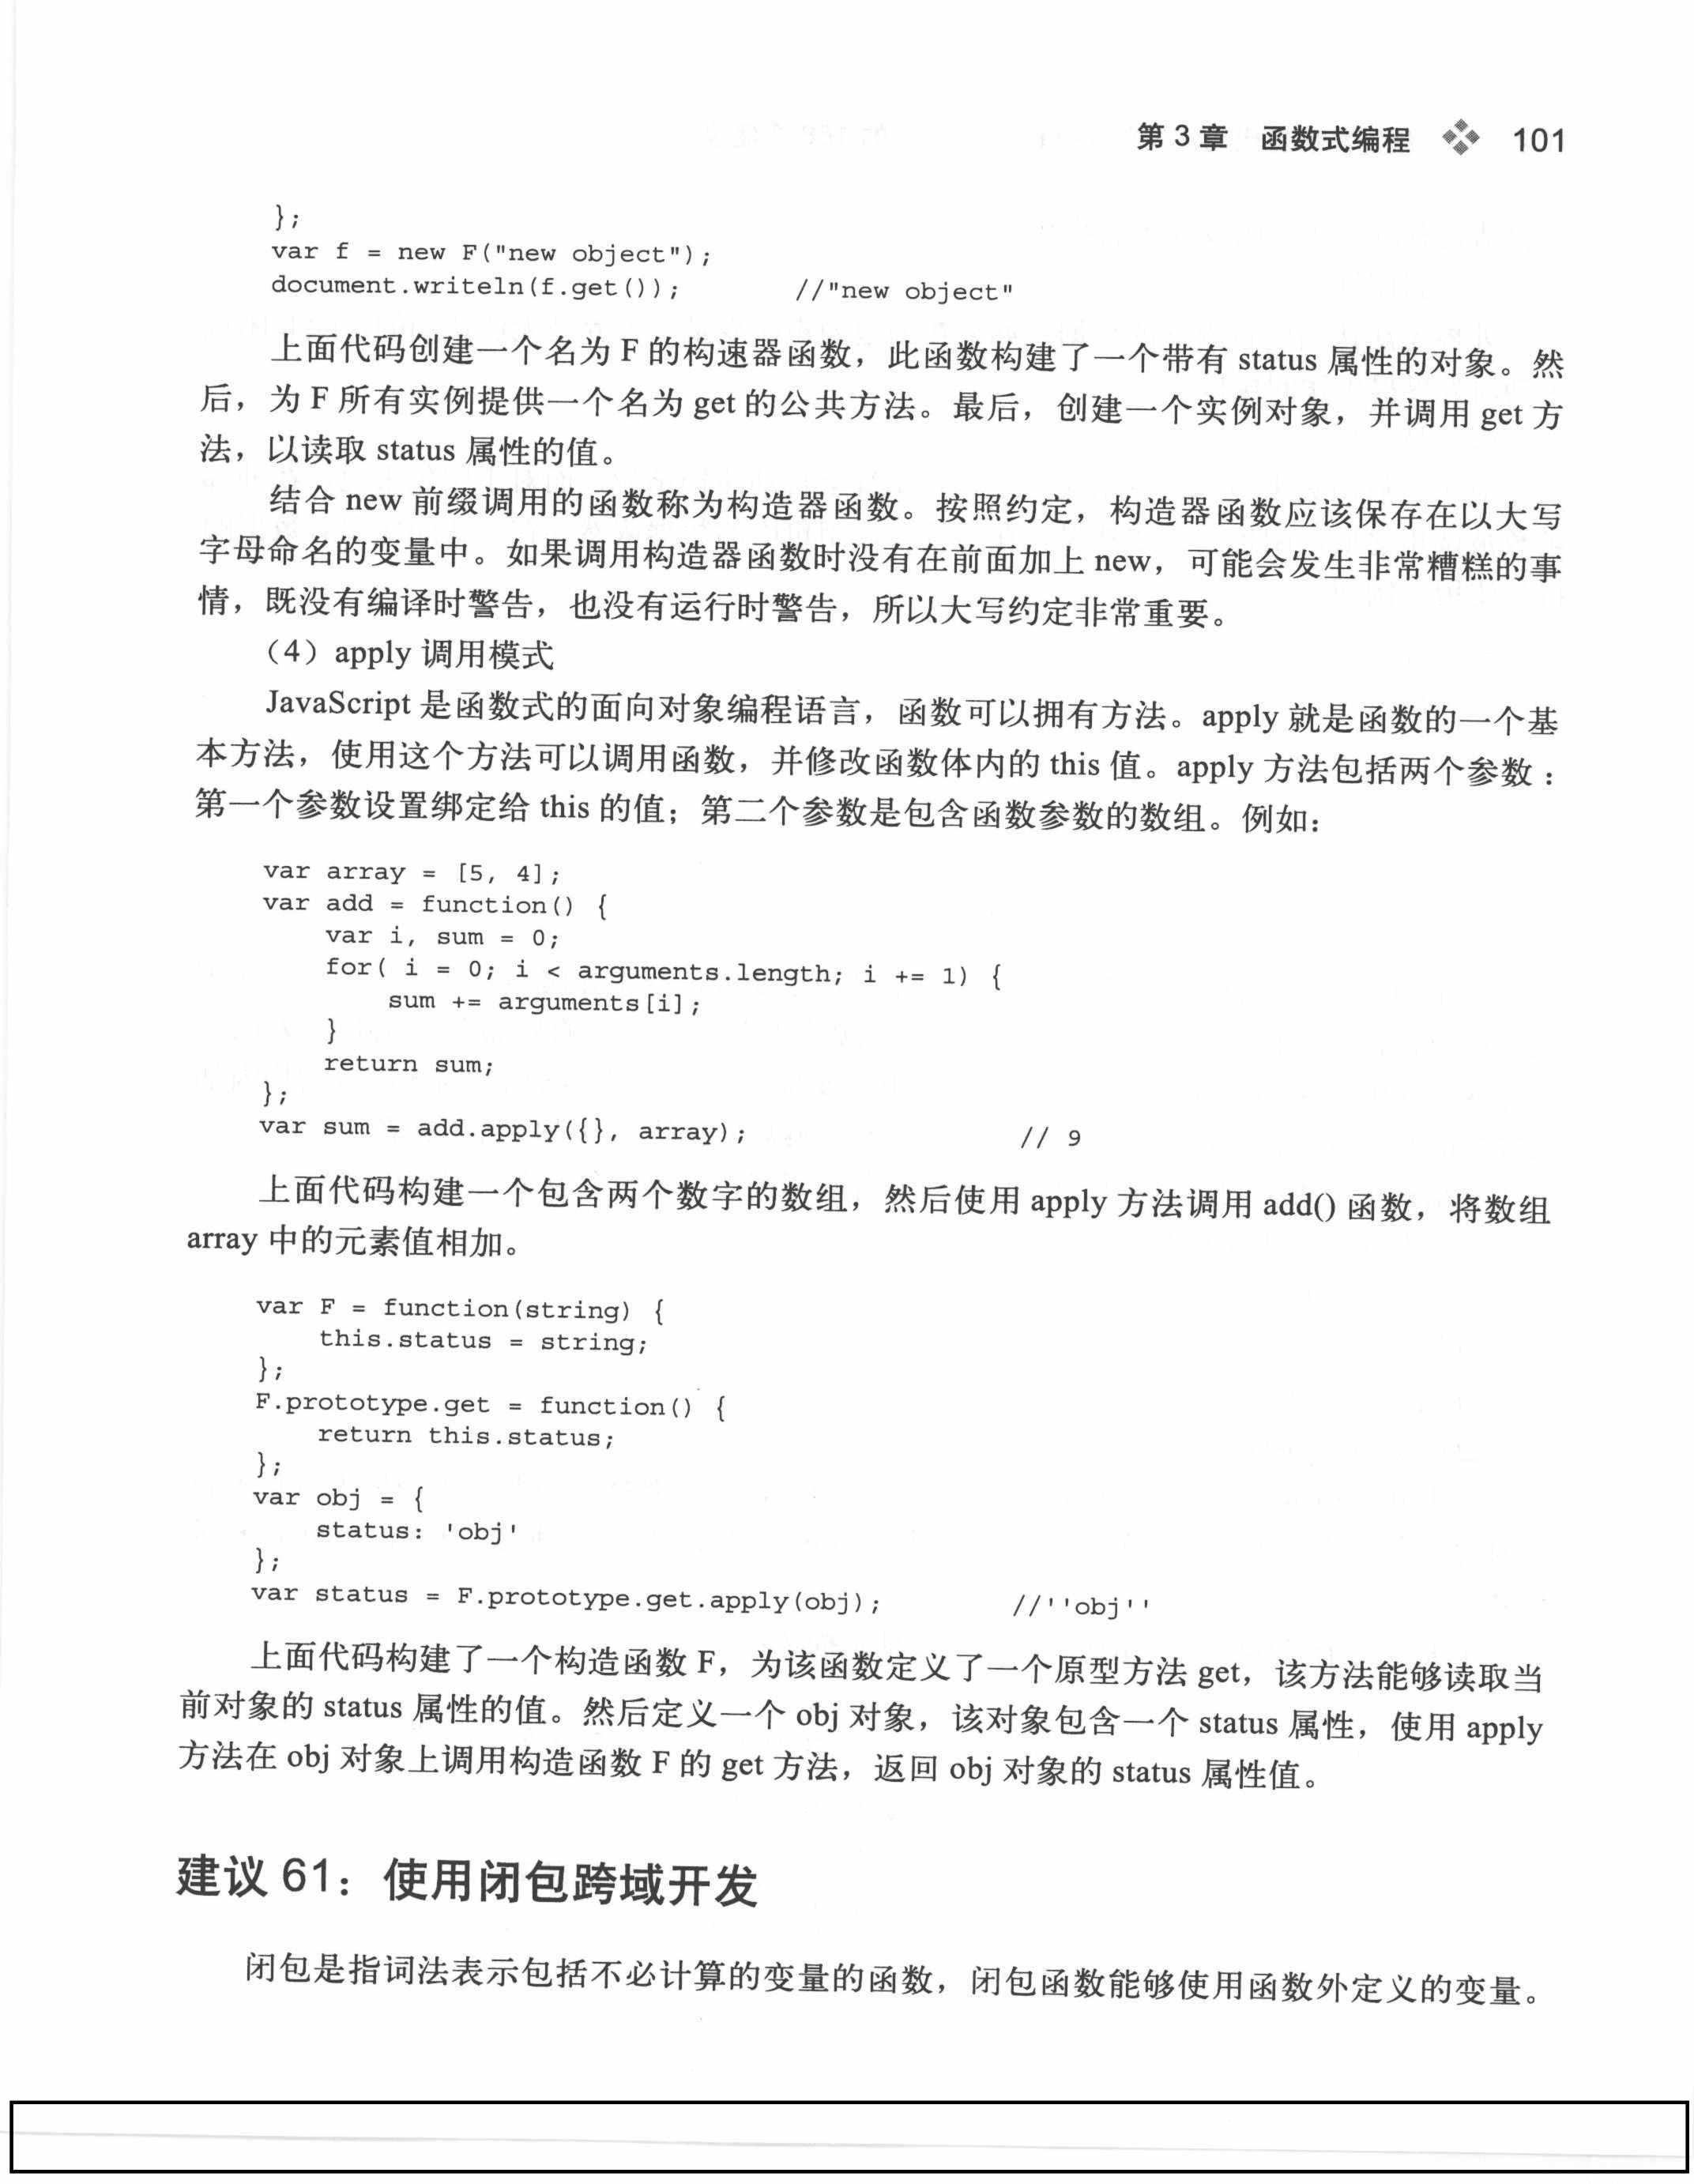 第 3 章 函数式编程 101
};
var f = new F("new object");
document.writeln(f.get()); //"new object"
上面代码创建一个名为 F 的构速器函数，此函数构建了一个带有 status 属性的对象。然
后，为 F 所有实例提供一个名为 get 的公共方法。最后，创建一个实例对象，并调用 get 方
法，以读取 status 属性的值。
结合 new 前缀调用的函数称为构造器函数。按照约定，构造器函数应该保存在以大写
字母命名的变量中。如果调用构造器函数时没有在前面加上 new，可能会发生非常糟糕的事
情，既没有编译时警告，也没有运行时警告，所以大写约定非常重要。
（4）apply 调用模式
JavaScript 是函数式的面向对象编程语言，函数可以拥有方法。apply 就是函数的一个基
本方法，使用这个方法可以调用函数，并修改函数体内的 this 值。apply 方法包括两个参数：
第一个参数设置绑定给 this 的值；第二个参数是包含函数参数的数组。例如：
var array = [5, 4];
var add = function() {
    var i, sum = 0;
    for( i = 0; i < arguments.length; i += 1) {
        sum += arguments[i];
    }
    return sum;
};
var sum = add.apply({}, array); // 9
上面代码构建一个包含两个数字的数组，然后使用 apply 方法调用 add() 函数，将数组
array 中的元素值相加。
var F = function(string) {
    this.status = string;
};
F.prototype.get = function() {
    return this.status;
};
var obj = {
    status: 'obj'
};
var status = F.prototype.get.apply(obj); //''obj''
上面代码构建了一个构造函数 F，为该函数定义了一个原型方法 get，该方法能够读取当
前对象的 status 属性的值。然后定义一个 obj 对象，该对象包含一个 status 属性，使用 apply
方法在 obj 对象上调用构造函数 F 的 get 方法，返回 obj 对象的 status 属性值。
建议 61：使用闭包跨域开发
闭包是指词法表示包括不必计算的变量的函数，闭包函数能够使用函数外定义的变量。